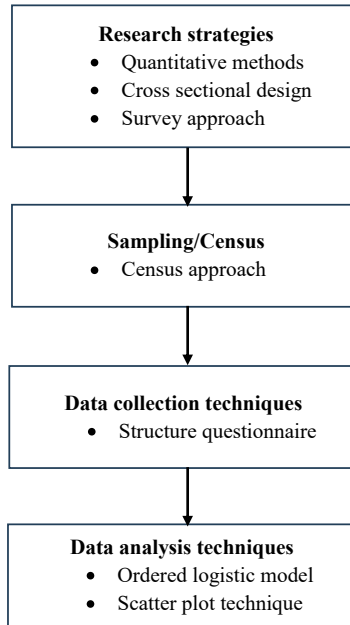 Research strategies
• Quantitative methods
• Cross sectional design
• Survey approach
Sampling/Census
• Census approach
Data collection techniques
• Structure questionnaire
Data analysis techniques
• Ordered logistic model
• Scatter plot technique